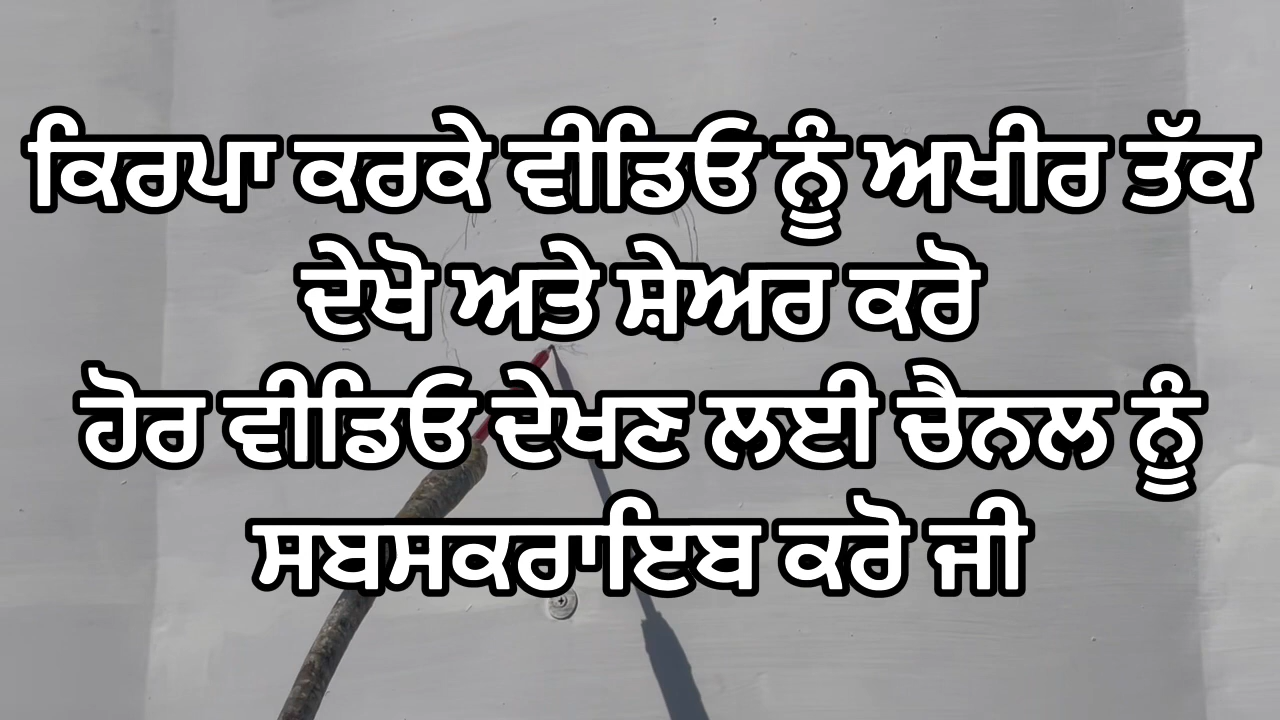 ਕਿਰਪਾ ਕਰਕੇ ਵੀਡਿਓ ਨੂੰ ਅਖੀਰ ਤੱਕ
ਦੇਖੋ ਅਤੇ ਸ਼ੇਅਰ ਕਰੋ
ਹੋਰ ਵੀਡਿਓ ਦੇਖਣ ਲਈ ਚੈਨਲ ਨੂੰ
ਸਬਸਕਰਾਇਬ ਕਰੋ ਜੀ